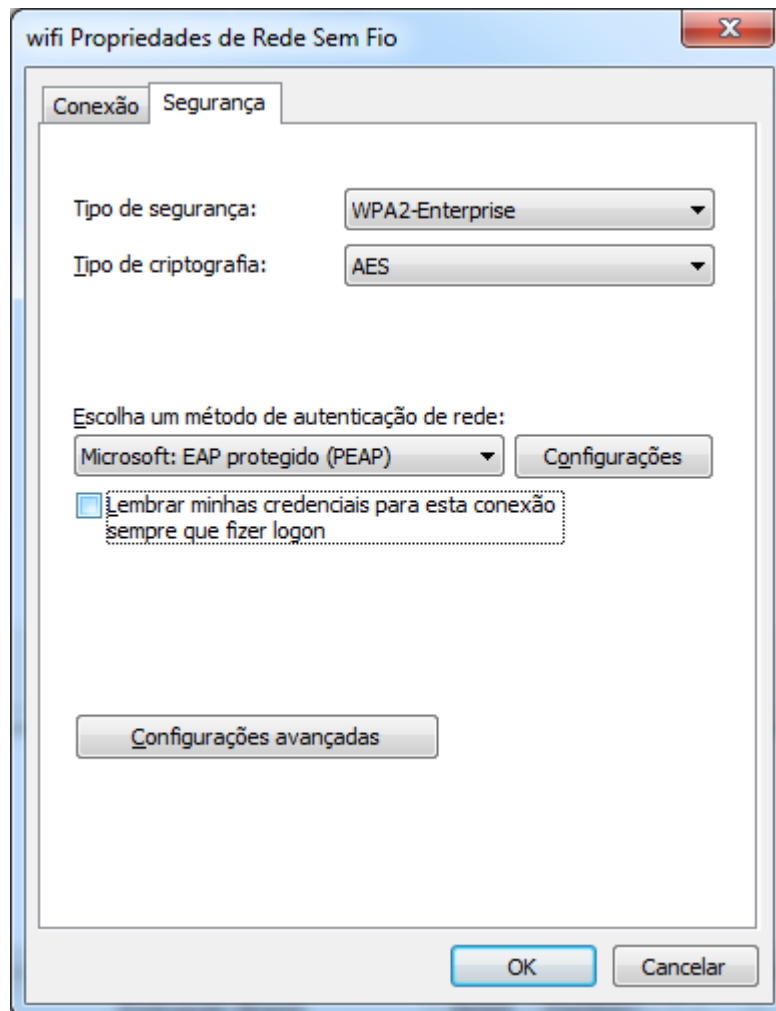 wifi Propriedades de Rede Sem Fio
Conexão
Segurança
Tipo de segurança:
WPA2-Enterprise
Tipo de criptografia:
AES
Escolha um método de autenticação de rede:
Microsoft: EAP protegido (PEAP)
Configurações
Lembrar minhas credenciais para esta conexão
sempre que fizer logon
Configurações avançadas
OK
Cancelar